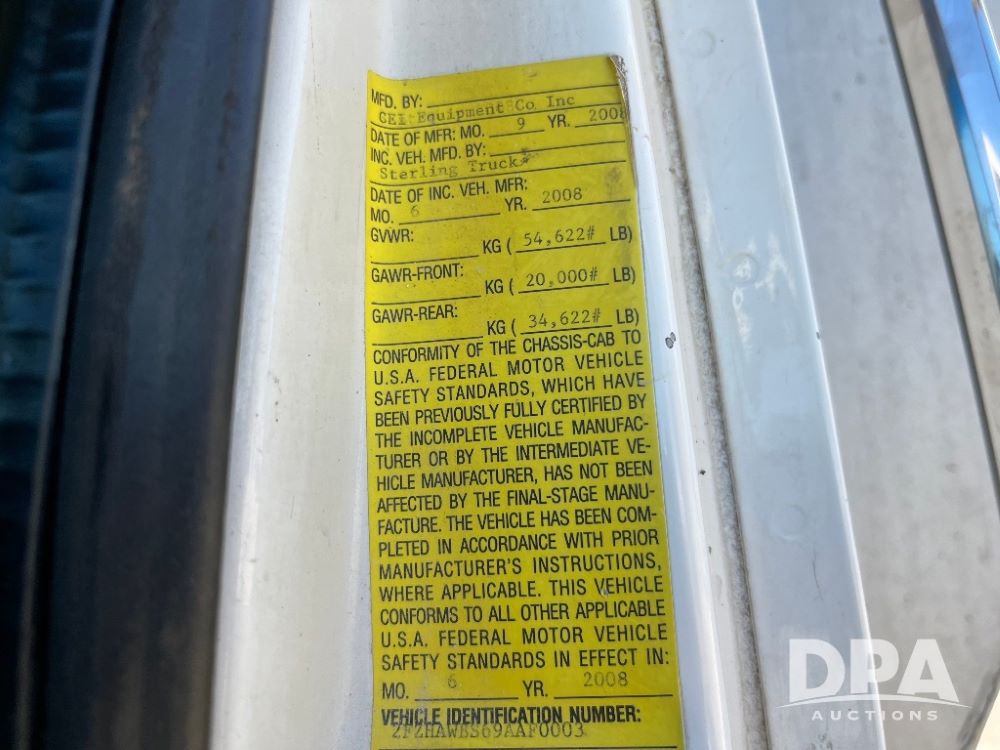 MFD. BY:
CEI Equipment Co Inc
DATE OF MFR: MO. 9 YR. 2008
INC. VEH. MFD. BY:
Sterling Truck
DATE OF INC. VEH. MFR:
MO. 6 YR. 2008
GVWR:
KG ( 54,622# LB)
GAWR-FRONT:
KG ( 20,000# LB)
GAWR-REAR:
KG ( 34,622# LB)
CONFORMITY OF THE CHASSIS-CAB TO
U.S.A. FEDERAL MOTOR VEHICLE
SAFETY STANDARDS, WHICH HAVE
BEEN PREVIOUSLY FULLY CERTIFIED BY
THE INCOMPLETE VEHICLE MANUFAC-
TURER OR BY THE INTERMEDIATE VE-
HICLE MANUFACTURER, HAS NOT BEEN
AFFECTED BY THE FINAL-STAGE MANU-
FACTURE. THE VEHICLE HAS BEEN COM-
PLETED IN ACCORDANCE WITH PRIOR
MANUFACTURER'S INSTRUCTIONS,
WHERE APPLICABLE. THIS VEHICLE
CONFORMS TO ALL OTHER APPLICABLE
U.S.A. FEDERAL MOTOR VEHICLE
SAFETY STANDARDS IN EFFECT IN:
MO. 6 YR. 2008
VEHICLE IDENTIFICATION NUMBER:
DPA
AUCTIONS